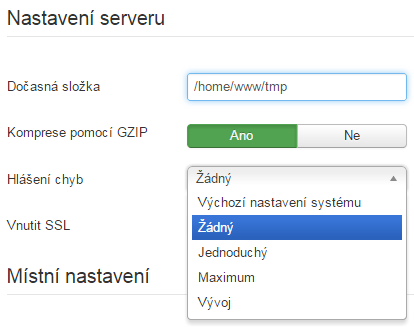 Nastavení serveru
Dočasná složka /home/www/tmp
Komprese pomocí GZIP Ano Ne
Hlášení chyb Žádný
Výchozí nastavení systému
Vnutit SSL Žádný
Jednoduchý
Místní nastavení Maximum
Vývoj